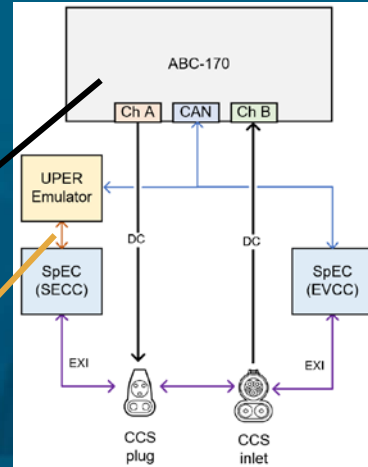 ABC-170
Ch A
CAN
Ch B
UPER
Emulator
DC
DC
SpEC
(SECC)
SpEC
(EVCC)
EXI
EXI
CCS
plug
CCS
inlet